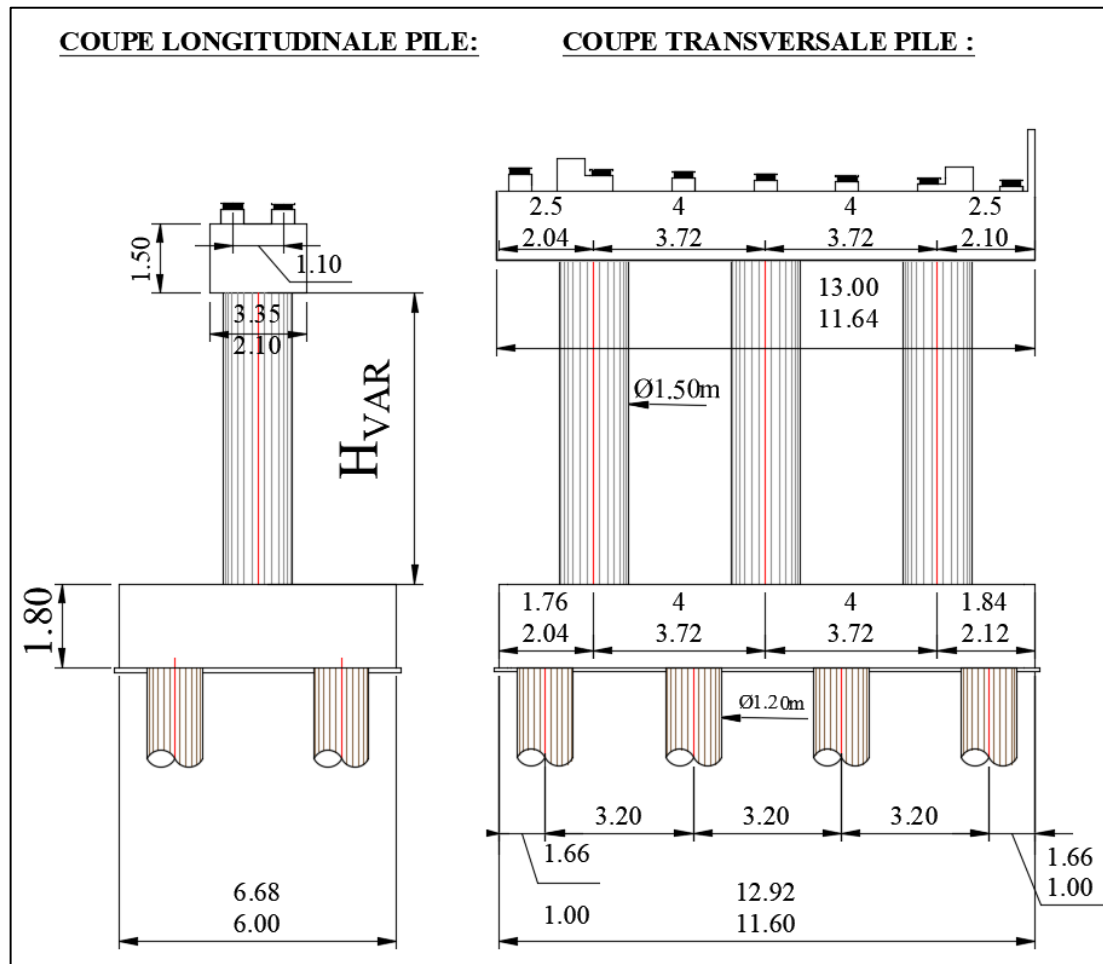 COUPE LONGITUDINALE PILE:
COUPE TRANSVERSALE PILE :
1.50
1.10
3.35
2.10
H VAR
1.80
6.68
6.00
2.5 4 4 2.5
2.04 3.72 3.72 2.10
13.00
11.64
Ø1.50m
1.76 4 4 1.84
2.04 3.72 3.72 2.12
Ø1.20m
3.20 3.20 3.20
1.66 1.66
1.00 1.00
12.92
11.60